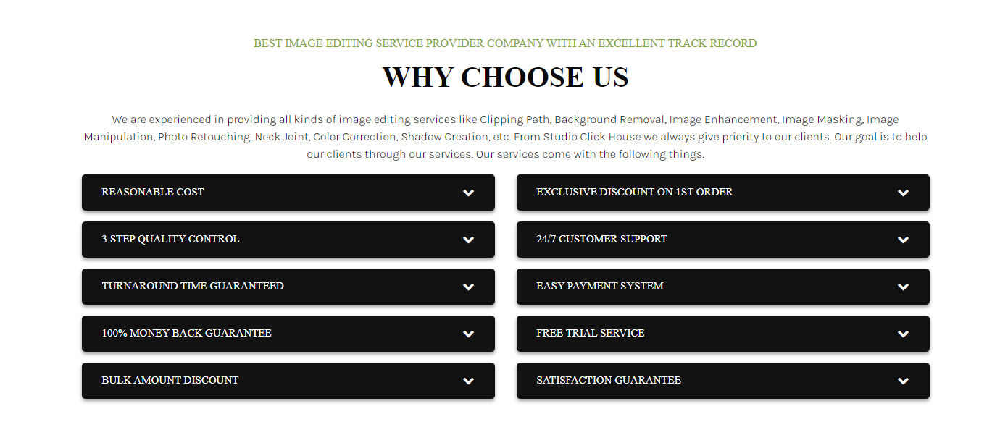 BEST IMAGE EDITING SERVICE PROVIDER COMPANY WITH AN EXCELLENT TRACK RECORD
WHY CHOOSE US
We are experienced in providing all kinds of image editing services like Clipping Path, Background Removal, Image Enhancement, Image Masking, Image
Manipulation, Photo Retouching, Neck Joint, Color Correction, Shadow Creation, etc. From Studio Click House we always give priority to our clients. Our goal is to help
our clients through our services. Our services come with the following things.
REASONABLE COST
EXCLUSIVE DISCOUNT ON 1ST ORDER
3 STEP QUALITY CONTROL
24/7 CUSTOMER SUPPORT
TURNAROUND TIME GUARANTEED
EASY PAYMENT SYSTEM
100% MONEY-BACK GUARANTEE
FREE TRIAL SERVICE
BULK AMOUNT DISCOUNT
SATISFACTION GUARANTEE